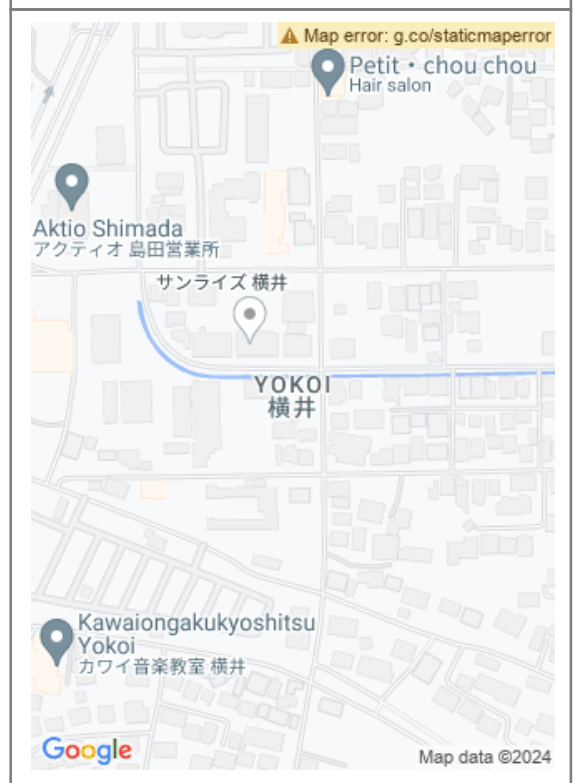 Map error: g.co/staticmaperror
Petit・chou chou
Hair salon
Aktio Shimada
アクティオ 島田営業所
サンライズ 横井
YOKOI
横井
Kawaiongakukyoshitsu
Yokoi
カワイ音楽教室 横井
Google
Map data ©2024